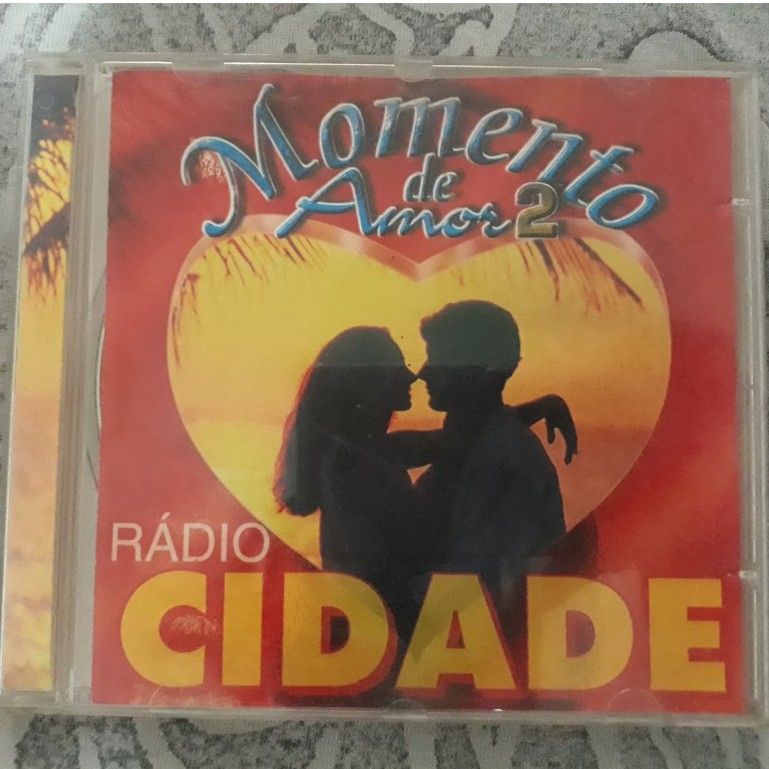 Momento
de
Amor 2
RÁDIO
CIDADE